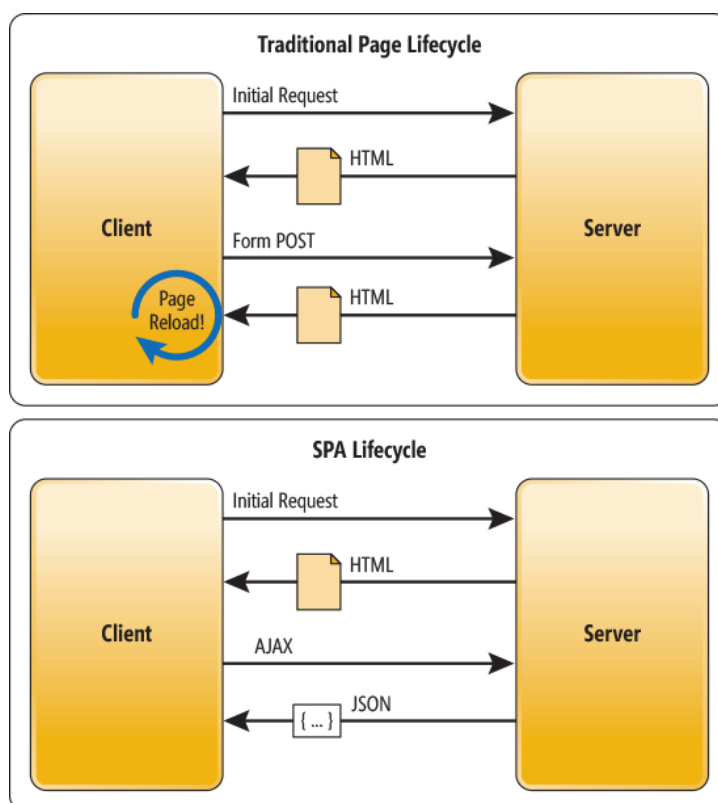 Traditional Page Lifecycle
Initial Request
HTML
Client
Server
Form POST
Page
Reload!
HTML
SPA Lifecycle
Initial Request
HTML
Client
Server
AJAX
JSON
{ ... }